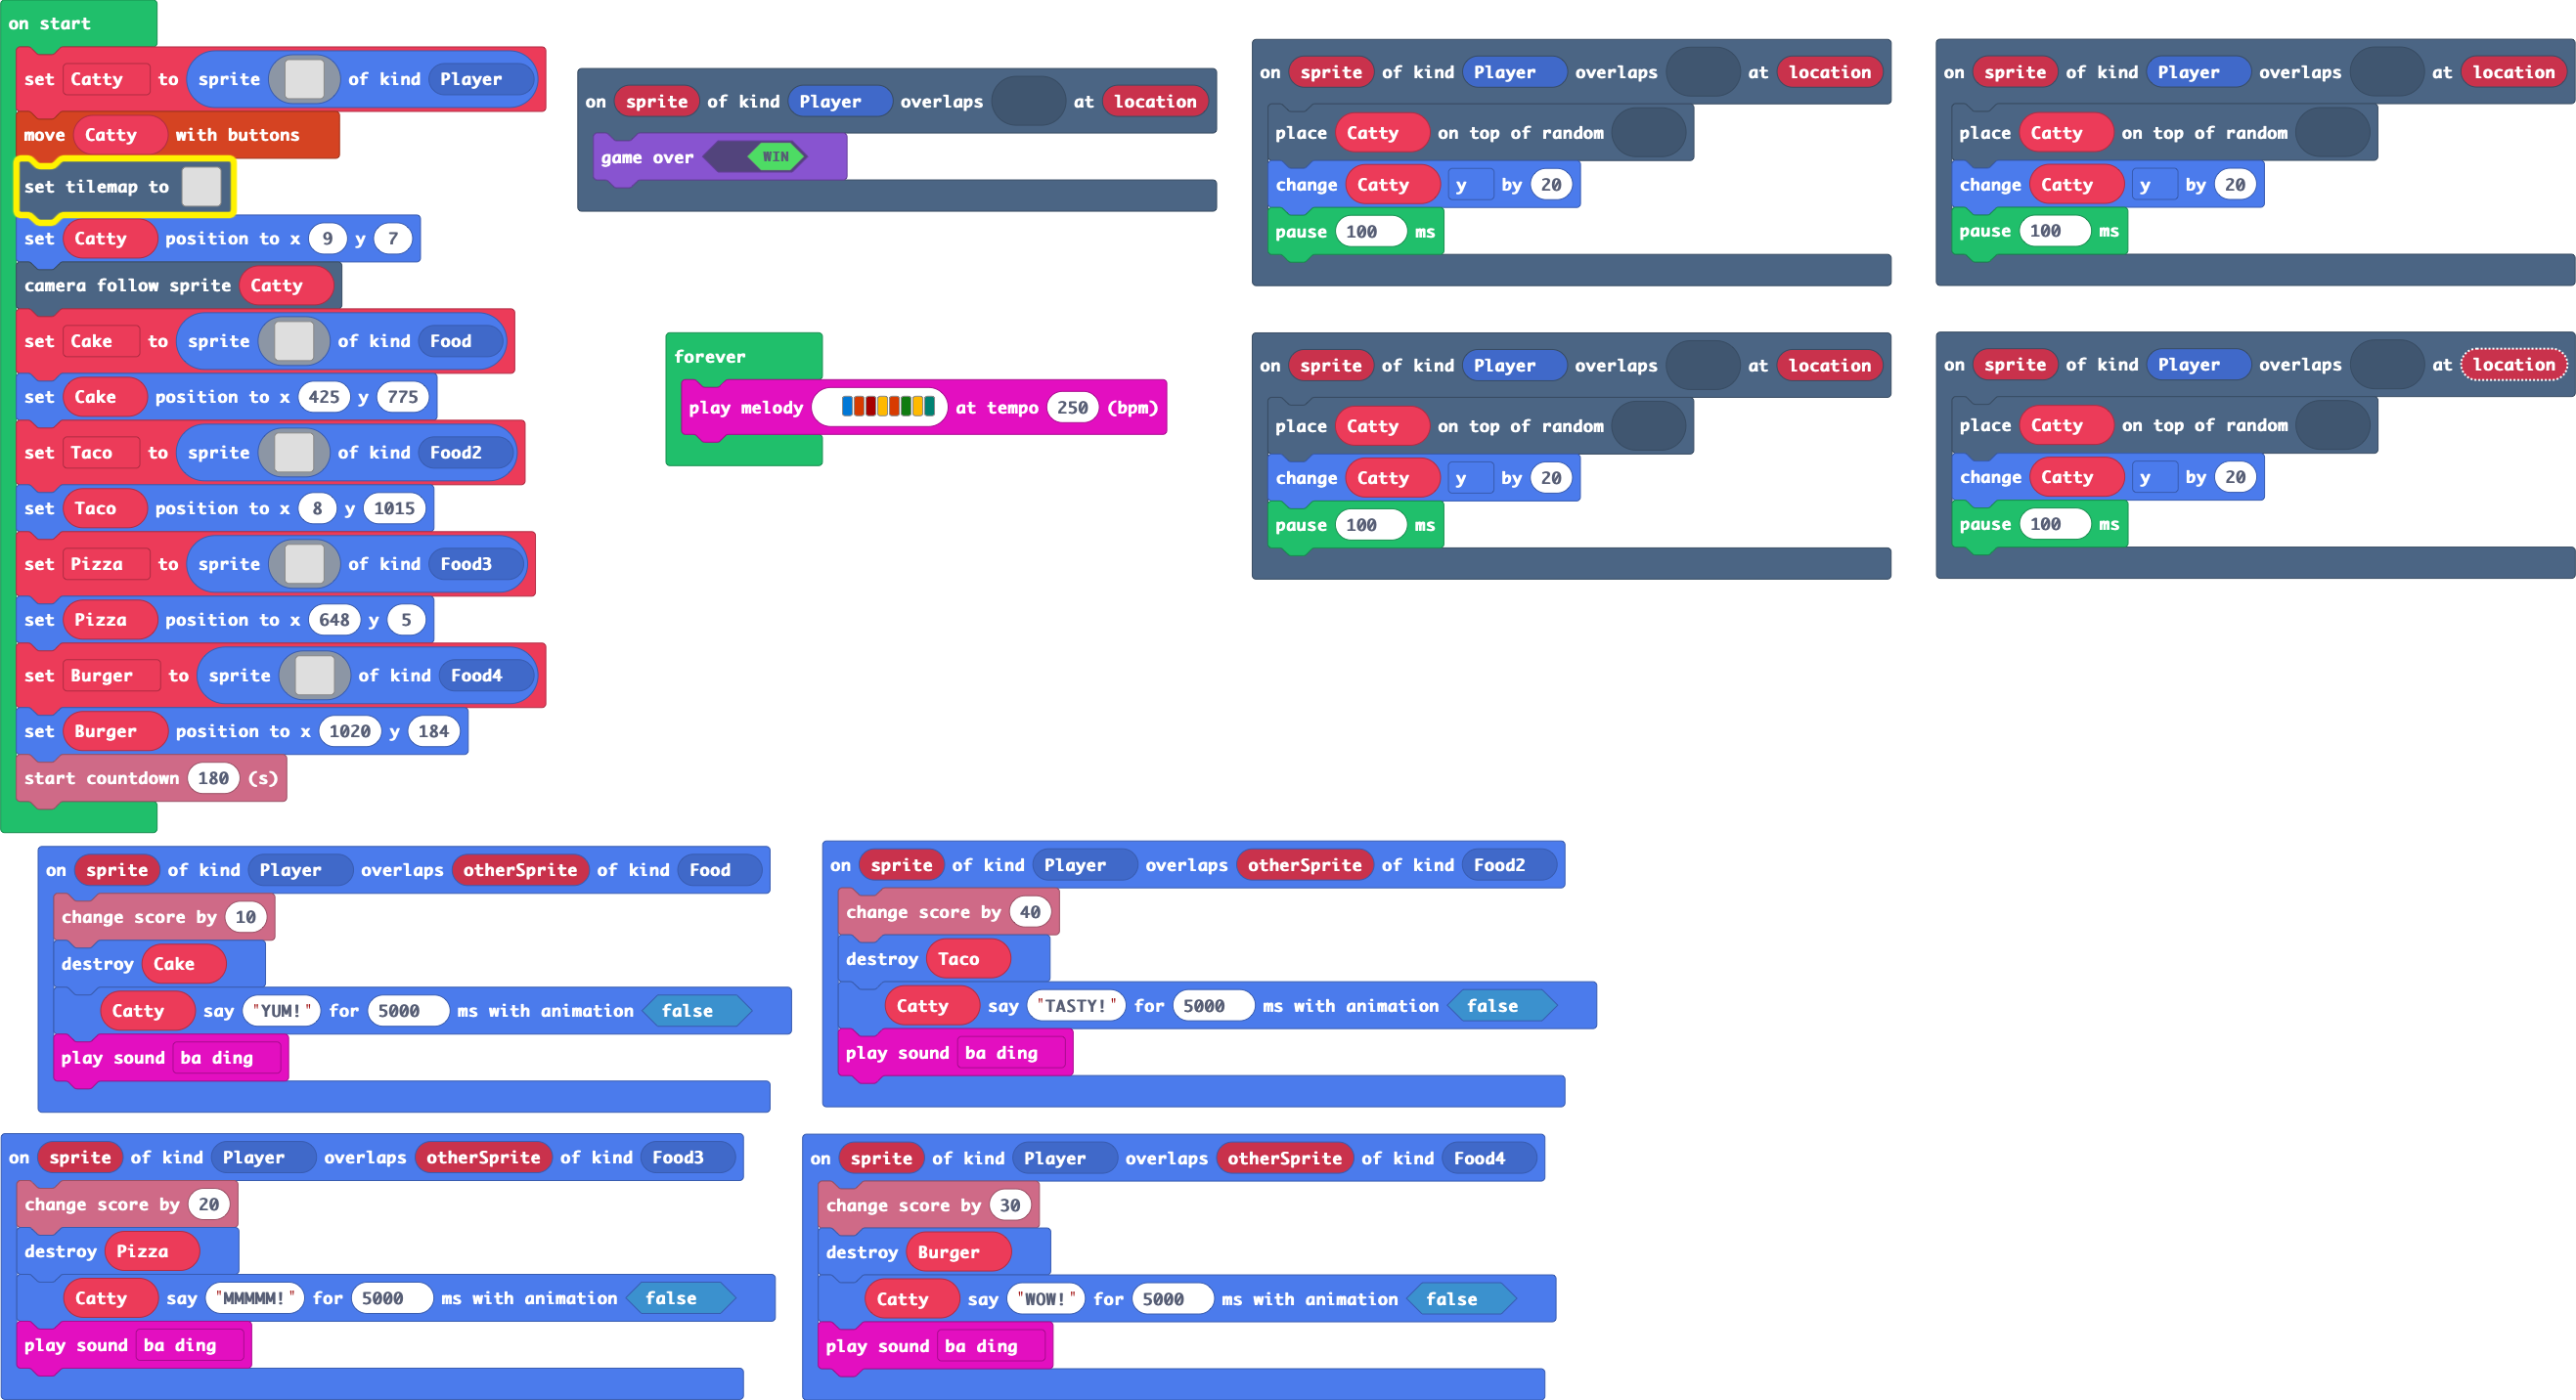 on start
set Catty to sprite of kind Player
move Catty with buttons
set tilemap to
set Catty position to x 9 y 7
camera follow sprite Catty
set Cake to sprite of kind Food
set Cake position to x 425 y 775
set Taco to sprite of kind Food2
set Taco position to x 8 y 1015
set Pizza to sprite of kind Food3
set Pizza position to x 648 y 5
set Burger to sprite of kind Food4
set Burger position to x 1020 y 184
start countdown 180 (s)
on sprite of kind Player overlaps at location
game over WIN
forever
play melody at tempo 250 (bpm)
on sprite of kind Player overlaps at location
place Catty on top of random
change Catty y by 20
pause 100 ms
on sprite of kind Player overlaps at location
place Catty on top of random
change Catty y by 20
pause 100 ms
on sprite of kind Player overlaps at location
place Catty on top of random
change Catty y by 20
pause 100 ms
on sprite of kind Player overlaps at location
place Catty on top of random
change Catty y by 20
pause 100 ms
on sprite of kind Player overlaps otherSprite of kind Food
change score by 10
destroy Cake
Catty say "YUM!" for 5000 ms with animation false
play sound ba ding
on sprite of kind Player overlaps otherSprite of kind Food2
change score by 40
destroy Taco
Catty say "TASTY!" for 5000 ms with animation false
play sound ba ding
on sprite of kind Player overlaps otherSprite of kind Food3
change score by 20
destroy Pizza
Catty say "MMMMM!" for 5000 ms with animation false
play sound ba ding
on sprite of kind Player overlaps otherSprite of kind Food4
change score by 30
destroy Burger
Catty say "WOW!" for 5000 ms with animation false
play sound ba ding